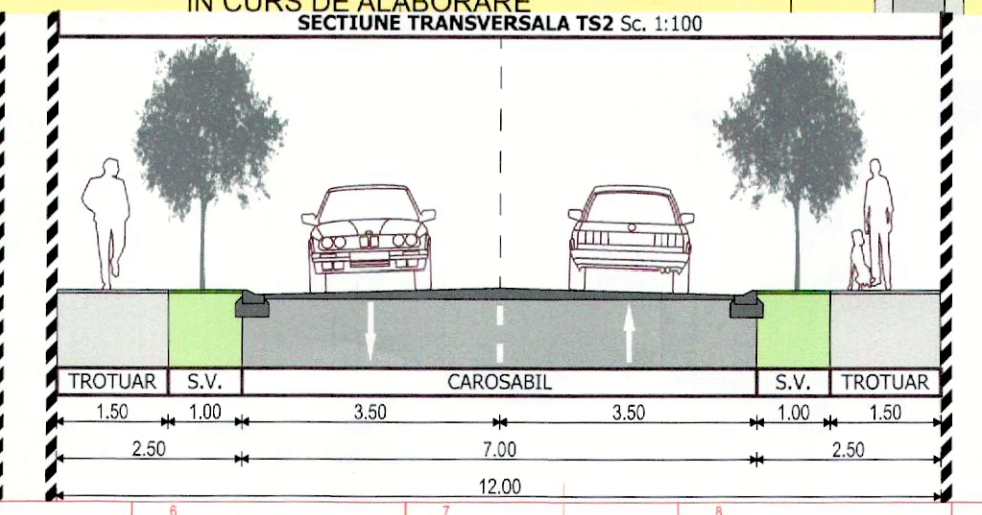 IN CURS DE ALABORARE
SECTIUNE TRANSVERSALA TS2 Sc. 1:100
TROTUAR S.V. CAROSABIL S.V. TROTUAR
1.50 1.00 3.50 3.50 1.00 1.50
2.50 7.00 2.50
12.00
6 7 8